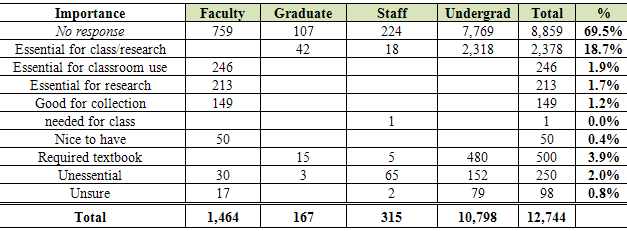 Importance Faculty Graduate Staff Undergrad Total %
No response 759 107 224 7,769 8,859 69.5%
Essential for class/research 42 18 2,318 2,378 18.7%
Essential for classroom use 246 246 1.9%
Essential for research 213 213 1.7%
Good for collection 149 149 1.2%
needed for class 1 1 0.0%
Nice to have 50 50 0.4%
Required textbook 15 5 480 500 3.9%
Unessential 30 3 65 152 250 2.0%
Unsure 17 2 79 98 0.8%
Total 1,464 167 315 10,798 12,744